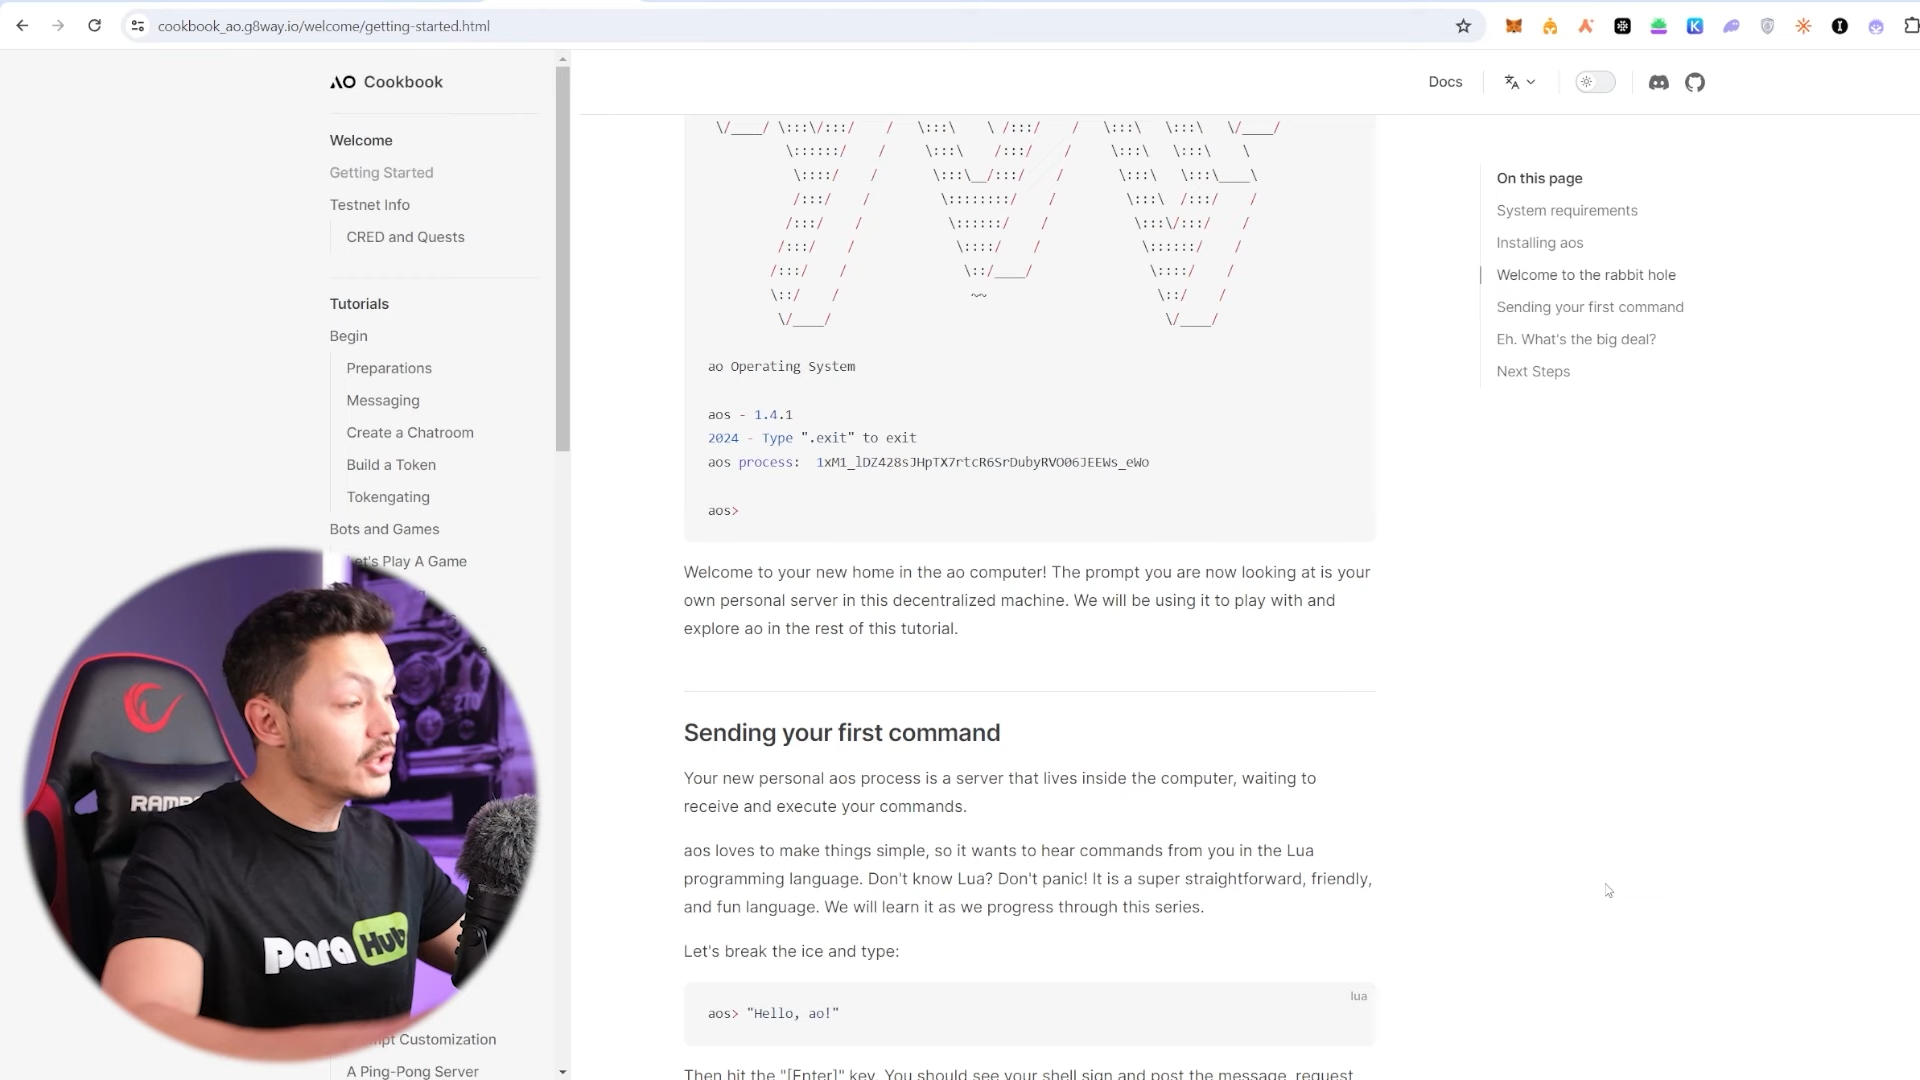 cookbook_ao.g8way.io/welcome/getting-started.html
AO Cookbook
Welcome
Getting Started
Testnet Info
CRED and Quests
Tutorials
Begin
Preparations
Messaging
Create a Chatroom
Build a Token
Tokengating
Bots and Games
Let's Play A Game
Prompt Customization
A Ping-Pong Server
Docs
ao Operating System
aos - 1.4.1
2024 - Type ".exit" to exit
aos process:  1xM1_lDZ428sJHpTX7rtcR6SrDubyRVO06JEEWs_eWo
aos>
Welcome to your new home in the ao computer! The prompt you are now looking at is your
own personal server in this decentralized machine. We will be using it to play with and
explore ao in the rest of this tutorial.
Sending your first command
Your new personal aos process is a server that lives inside the computer, waiting to
receive and execute your commands.
aos loves to make things simple, so it wants to hear commands from you in the Lua
programming language. Don't know Lua? Don't panic! It is a super straightforward, friendly,
and fun language. We will learn it as we progress through this series.
Let's break the ice and type:
lua
aos> "Hello, ao!"
Then hit the "[Enter]" key. You should see your shell sign and post the message, request
On this page
System requirements
Installing aos
Welcome to the rabbit hole
Sending your first command
Eh. What's the big deal?
Next Steps
ParaHub